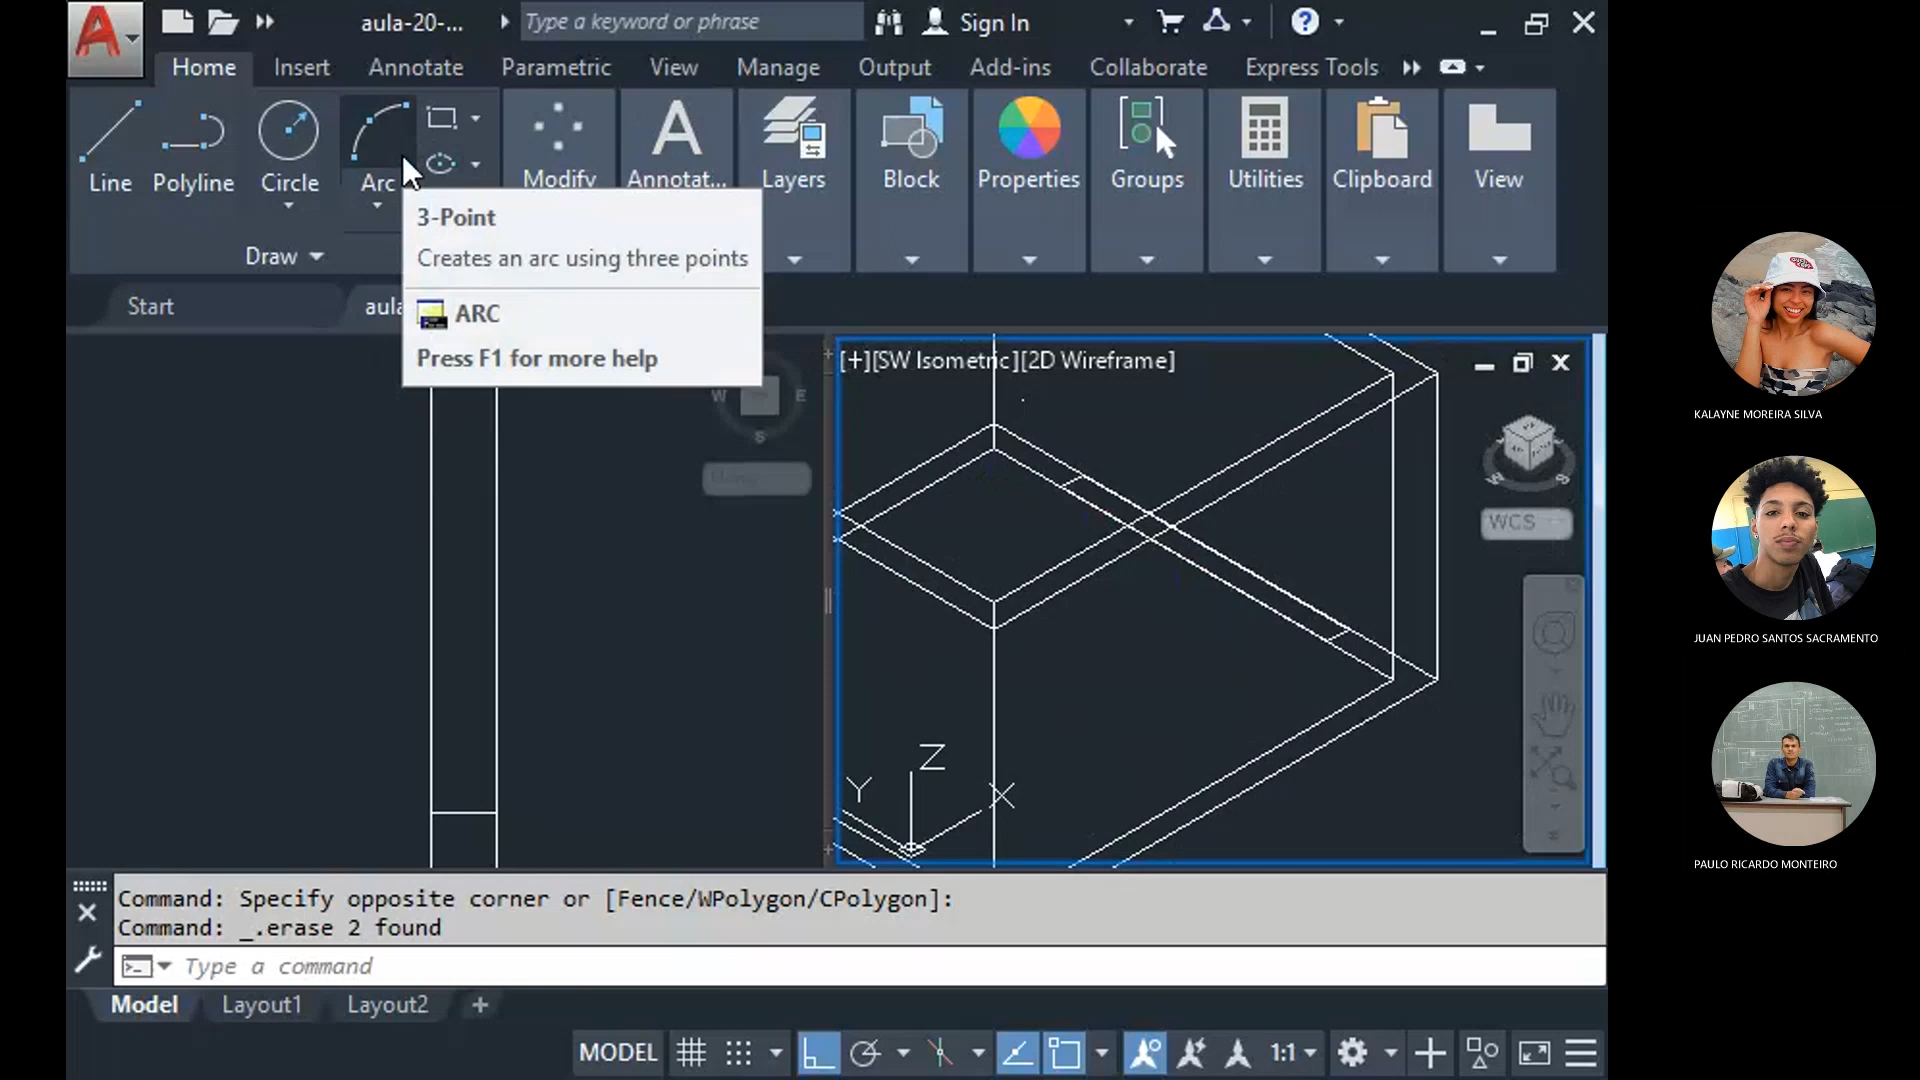 aula-20-...
Type a keyword or phrase
Sign In
Home
Insert
Annotate
Parametric
View
Manage
Output
Add-ins
Collaborate
Express Tools
Line
Polyline
Circle
Arc
Modify
Annotat...
Layers
Block
Properties
Groups
Utilities
Clipboard
View
Draw
3-Point
Creates an arc using three points
ARC
Press F1 for more help
Start
aula
W
E
S
[+][SW Isometric][2D Wireframe]
WCS
Z
Y
X
KALAYNE MOREIRA SILVA
JUAN PEDRO SANTOS SACRAMENTO
PAULO RICARDO MONTEIRO
Command: Specify opposite corner or [Fence/WPolygon/CPolygon]:
Command: _.erase 2 found
Type a command
Model
Layout1
Layout2
MODEL
1:1